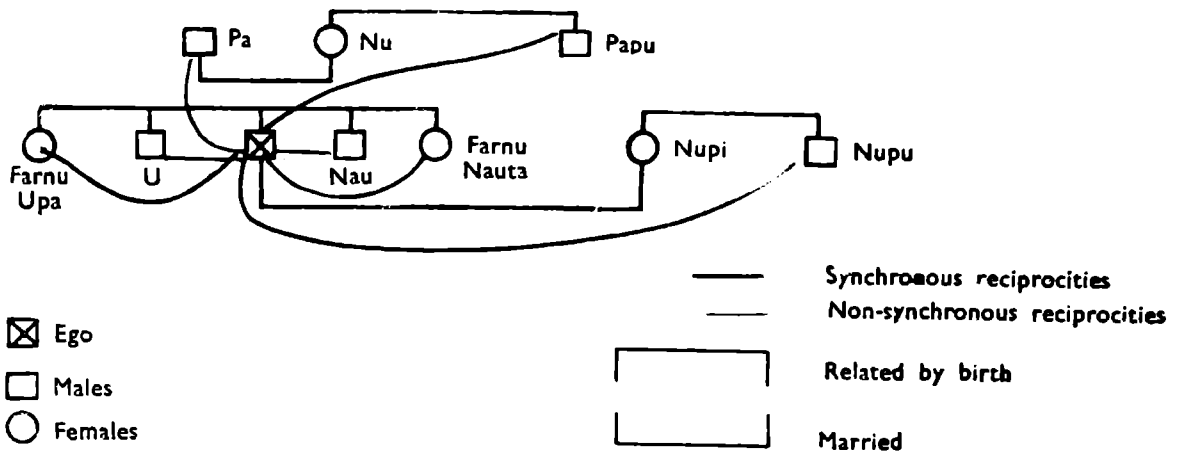 Pa
Nu
Papu
Farnu
Upa
U
Nau
Farnu
Nauta
Nupi
Nupu
Synchronous reciprocities
Non-synchronous reciprocities
Ego
Males
Females
Related by birth
Married